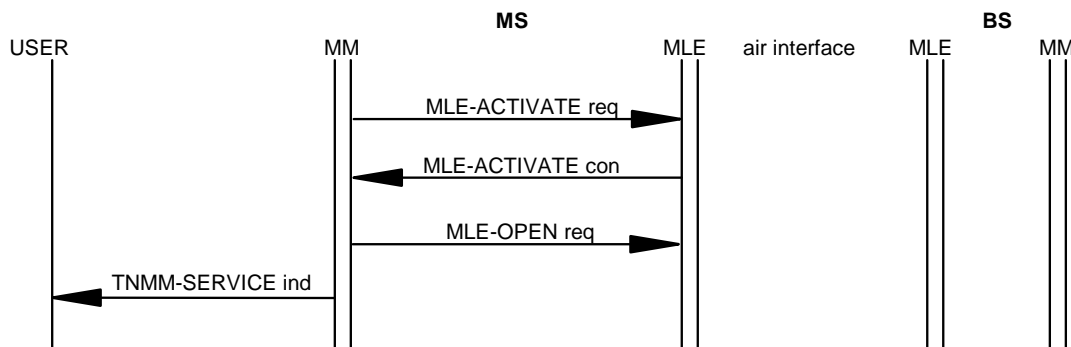 MS BS
USER MM MLE air interface MLE MM
MLE-ACTIVATE req
MLE-ACTIVATE con
MLE-OPEN req
TNMM-SERVICE ind